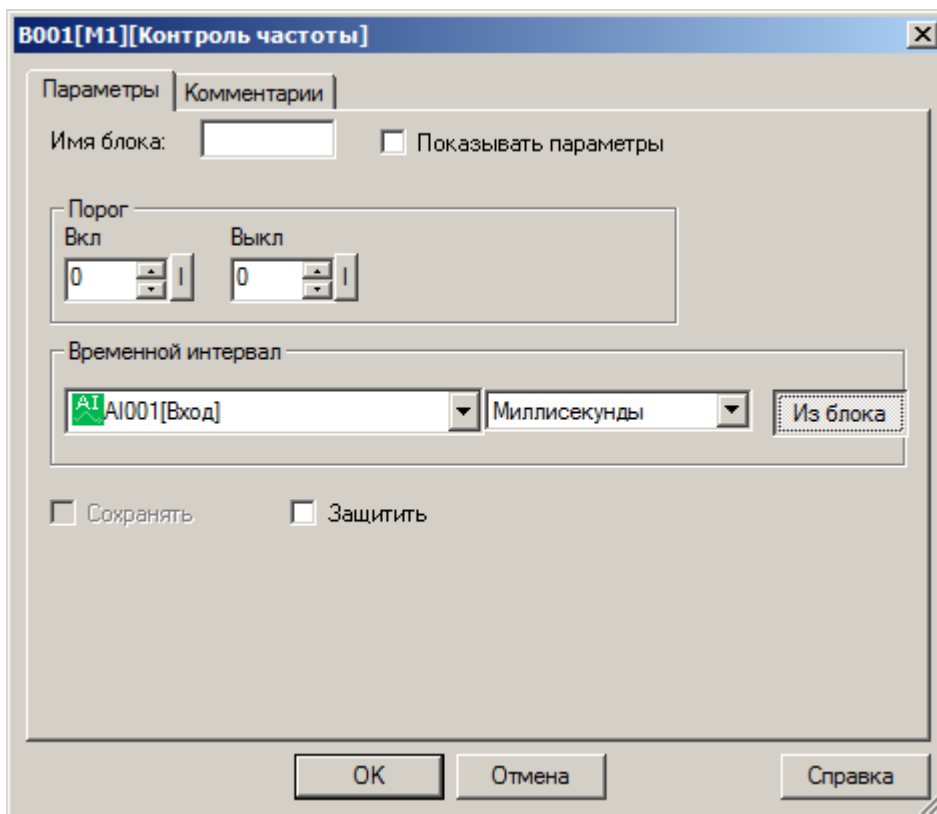 B001[M1][Контроль частоты]
Параметры Комментарии
Имя блока: Показывать параметры
Порог
Вкл Выкл
0 I 0 I
Временной интервал
AI AI001[Вход] Миллисекунды Из блока
Сохранять Защитить
OK Отмена Справка